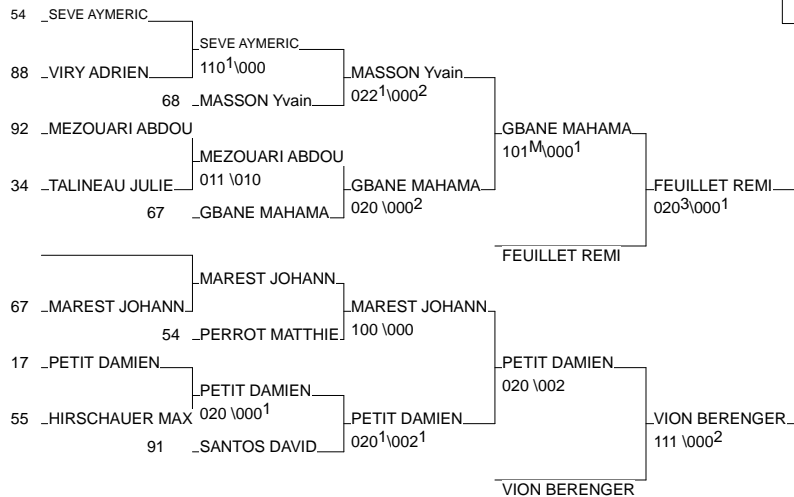 54 SEVE AYMERIC
SEVE AYMERIC
110¹\000
88 VIRY ADRIEN
MASSON Yvain
022¹\000²
68 MASSON Yvain
92 MEZOUARI ABDOU
GBANE MAHAMA
101ᴹ\000¹
MEZOUARI ABDOU
011 \010
34 TALINEAU JULIE
GBANE MAHAMA
020 \000²
FEUILLET REMI
020³\000¹
67 GBANE MAHAMA
FEUILLET REMI
MAREST JOHANN
67 MAREST JOHANN
MAREST JOHANN
100 \000
54 PERROT MATTHIE
17 PETIT DAMIEN
PETIT DAMIEN
020 \002
PETIT DAMIEN
020 \000¹
55 HIRSCHAUER MAX
PETIT DAMIEN
020¹\002¹
VION BERENGER
111 \000²
91 SANTOS DAVID
VION BERENGER